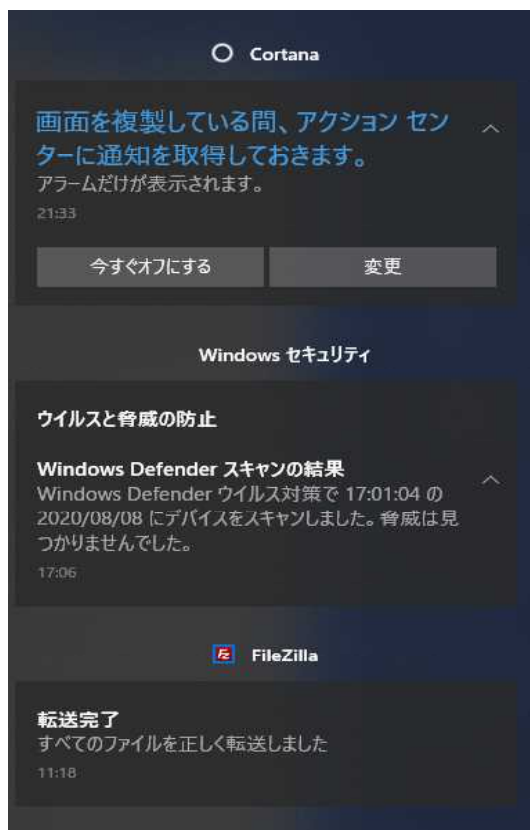 Cortana
画面を複製している間、アクション セン
ターに通知を取得しておきます。
アラームだけが表示されます。
21:33
今すぐオフにする
変更
Windows セキュリティ
ウイルスと脅威の防止
Windows Defender スキャンの結果
Windows Defender ウイルス対策で 17:01:04 の
2020/08/08 にデバイスをスキャンしました。脅威は見
つかりませんでした。
17:06
FileZilla
転送完了
すべてのファイルを正しく転送しました
11:18